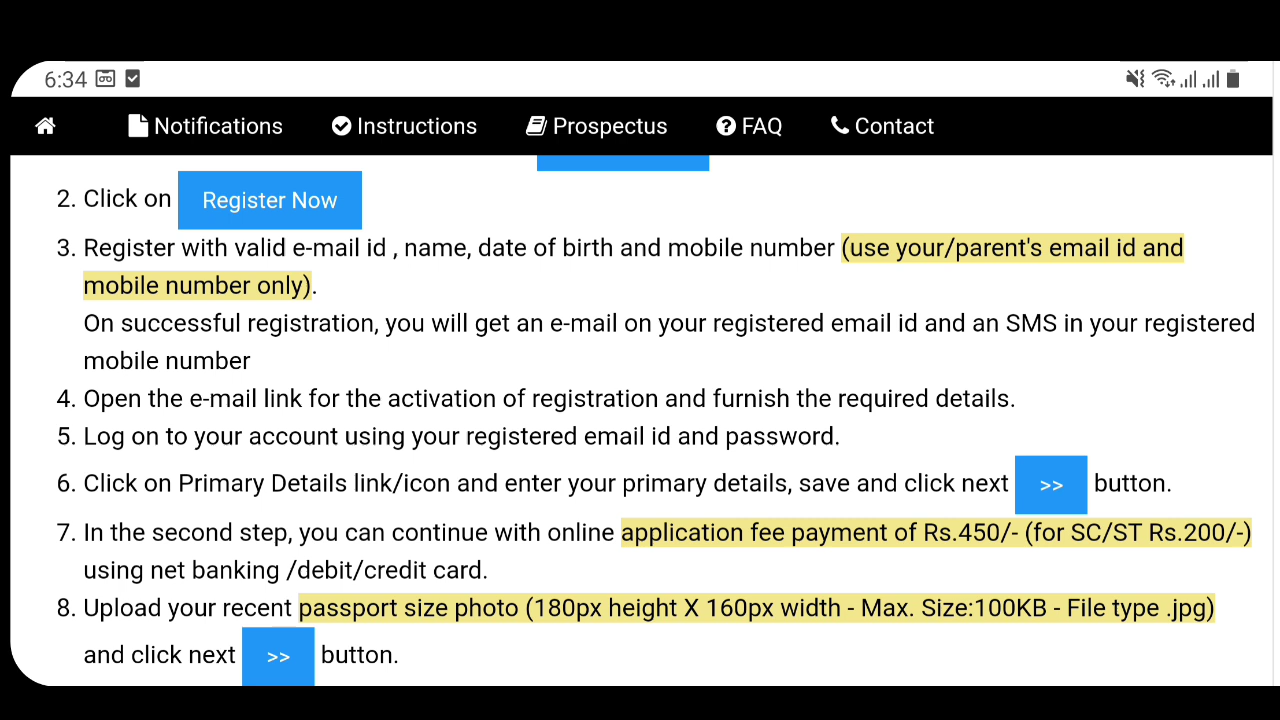 6:34
Notifications Instructions Prospectus FAQ Contact
2. Click on Register Now
3. Register with valid e-mail id , name, date of birth and mobile number (use your/parent's email id and
mobile number only).
On successful registration, you will get an e-mail on your registered email id and an SMS in your registered
mobile number
4. Open the e-mail link for the activation of registration and furnish the required details.
5. Log on to your account using your registered email id and password.
6. Click on Primary Details link/icon and enter your primary details, save and click next >> button.
7. In the second step, you can continue with online application fee payment of Rs.450/- (for SC/ST Rs.200/-)
using net banking /debit/credit card.
8. Upload your recent passport size photo (180px height X 160px width - Max. Size:100KB - File type .jpg)
and click next >> button.